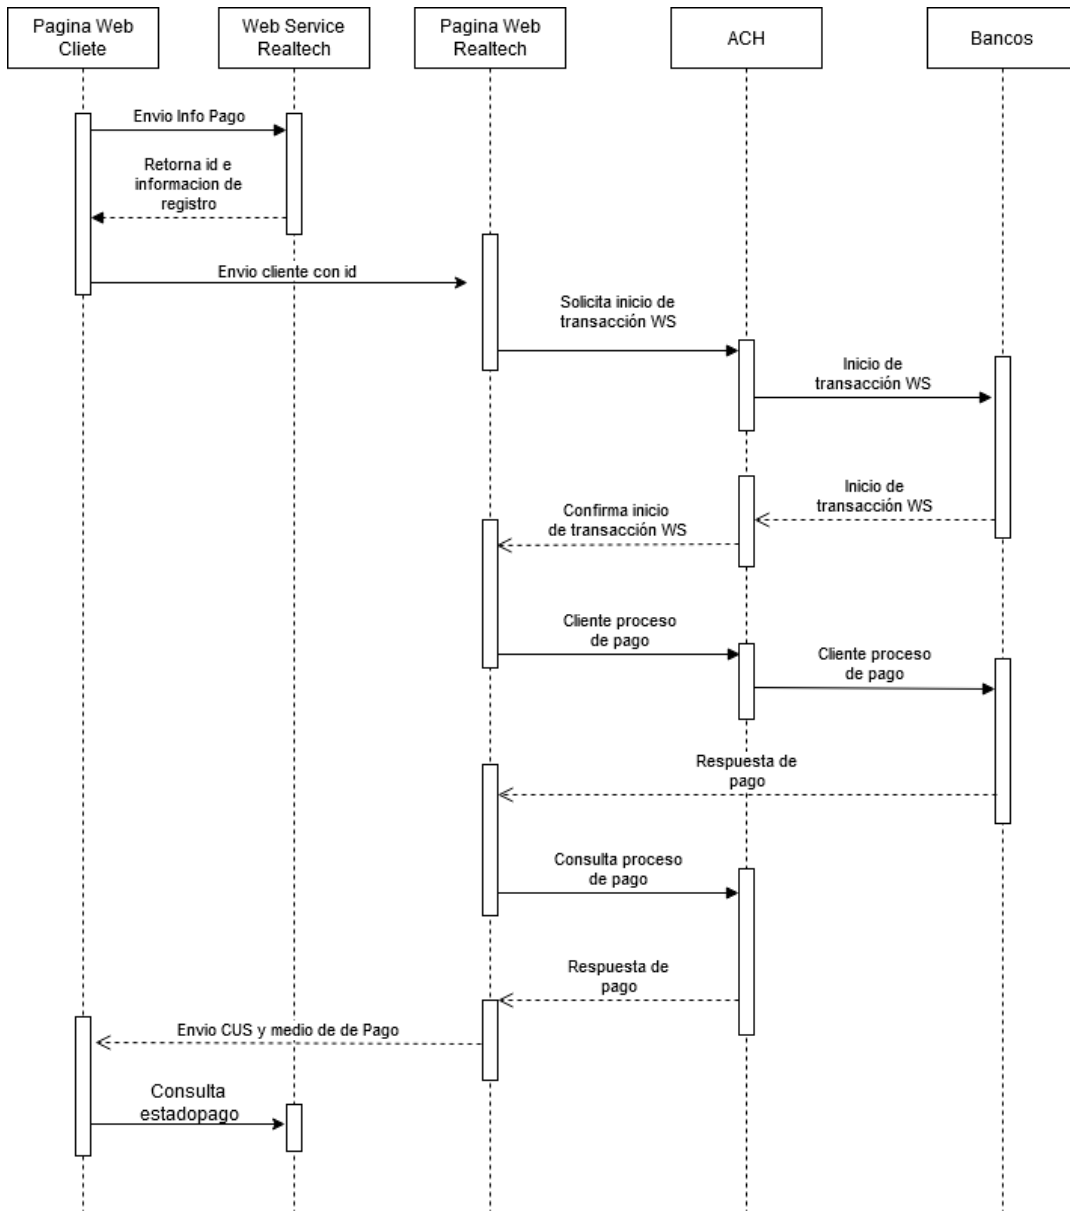 Pagina Web
Cliete
Web Service
Realtech
Pagina Web
Realtech
ACH
Bancos
Envio Info Pago
Retorna id e
informacion de
registro
Envio cliente con id
Solicita inicio de
transacción WS
Inicio de
transacción WS
Inicio de
transacción WS
Confirma inicio
de transacción WS
Cliente proceso
de pago
Cliente proceso
de pago
Respuesta de
pago
Consulta proceso
de pago
Respuesta de
pago
Envio CUS y medio de de Pago
Consulta
estadopago